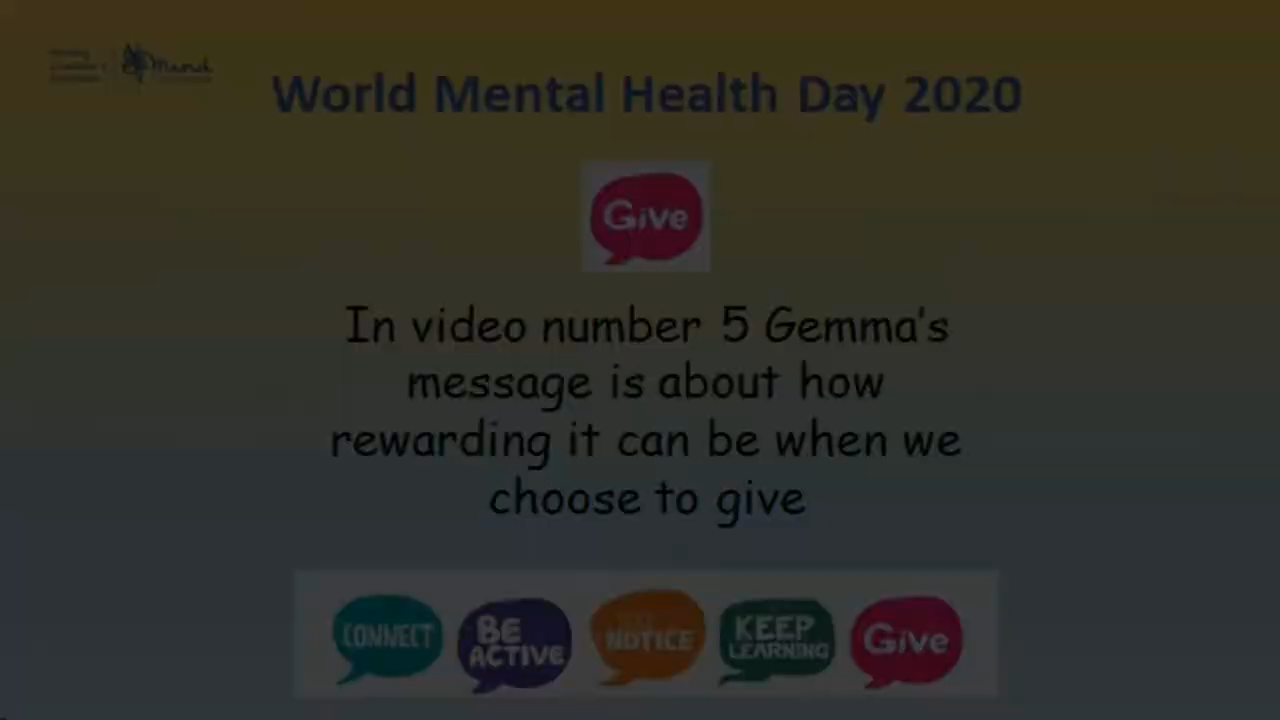 Mind
World Mental Health Day 2020
Give
In video number 5 Gemma's
message is about how
rewarding it can be when we
choose to give
CONNECT
BE
ACTIVE
NOTICE
KEEP
LEARNING
Give